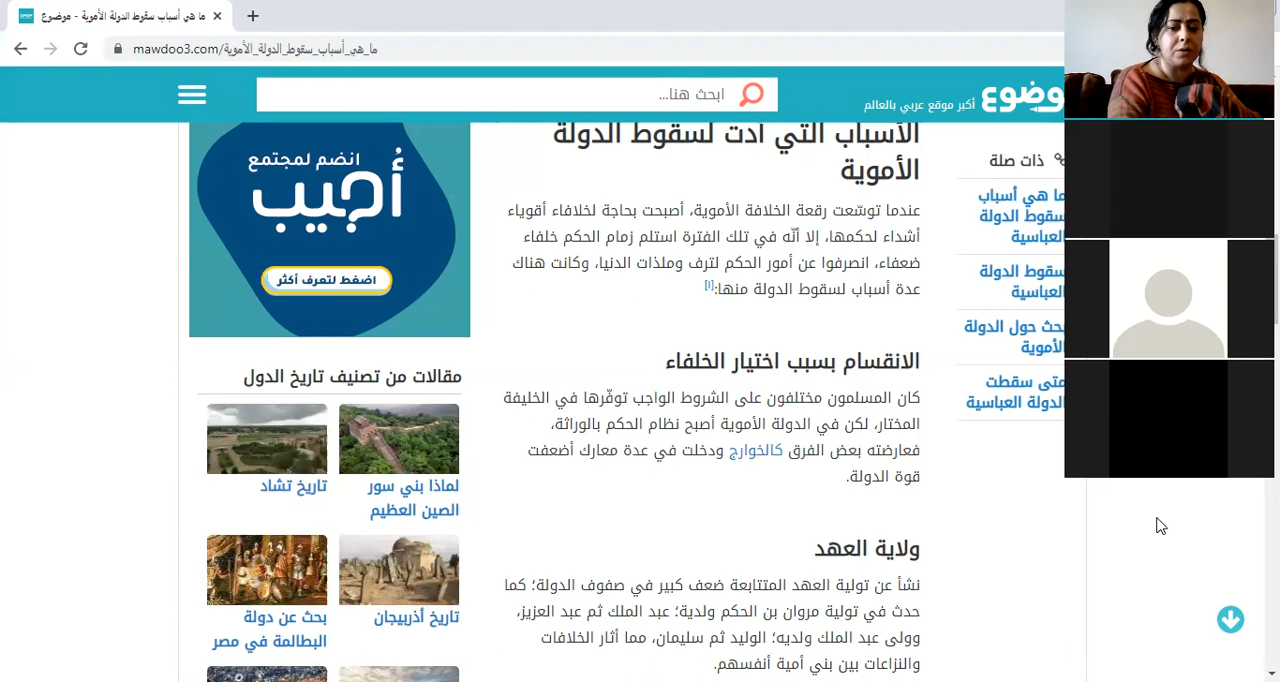 ما هي أسباب سقوط الدولة الأموية - موضوع
mawdoo3.com/ما_هي_أسباب_سقوط_الدولة_الأموية
ابحث هنا...
أكبر موقع عربي بالعالم
الأسباب التي أدت لسقوط الدولة
الأموية
عندما توسّعت رقعة الخلافة الأموية، أصبحت بحاجة لخلافاء أقوياء
أشداء لحكمها، إلا أنّه في تلك الفترة استلم زمام الحكم خلفاء
ضعفاء، انصرفوا عن أمور الحكم لترف وملذات الدنيا، وكانت هناك
عدة أسباب لسقوط الدولة منها:[١]
الانقسام بسبب اختيار الخلفاء
كان المسلمون مختلفون على الشروط الواجب توفّرها في الخليفة
المختار، لكن في الدولة الأموية أصبح نظام الحكم بالوراثة،
فعارضته بعض الفرق كالخوارج ودخلت في عدة معارك أضعفت
قوة الدولة.
ولاية العهد
نشأ عن تولية العهد المتتابعة ضعف كبير في صفوف الدولة؛ كما
حدث في تولية مروان بن الحكم ولدية؛ عبد الملك ثم عبد العزيز،
وولى عبد الملك ولديه؛ الوليد ثم سليمان، مما أثار الخلافات
والنزاعات بين بني أمية أنفسهم.
ذات صلة
ما هي أسباب
سقوط الدولة
العباسية
سقوط الدولة
العباسية
بحث حول الدولة
الأموية
متى سقطت
الدولة العباسية
انضم لمجتمع
أُجيب
اضغط لتعرف أكثر
مقالات من تصنيف تاريخ الدول
لماذا بني سور
الصين العظيم
تاريخ تشاد
تاريخ أذربيجان
بحث عن دولة
البطالمة في مصر